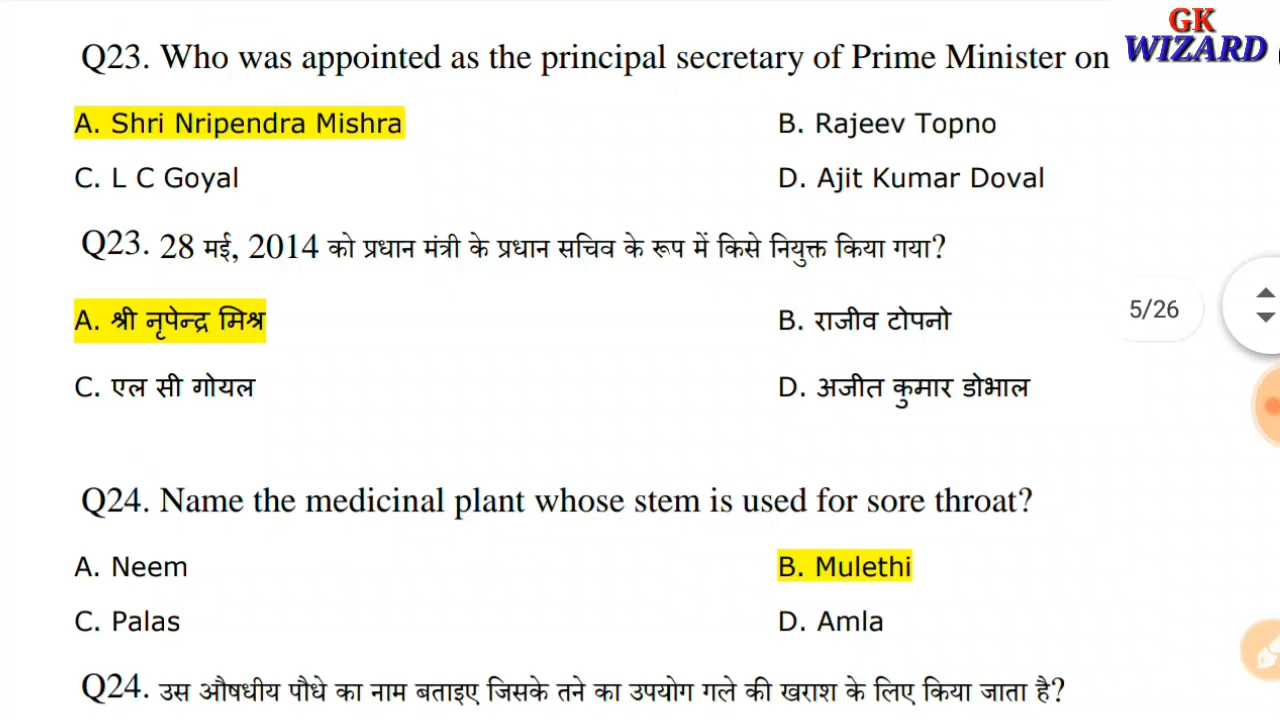 GK
WIZARD
Q23. Who was appointed as the principal secretary of Prime Minister on
A. Shri Nripendra Mishra
B. Rajeev Topno
C. L C Goyal
D. Ajit Kumar Doval
Q23. 28 मई, 2014 को प्रधान मंत्री के प्रधान सचिव के रूप में किसे नियुक्त किया गया?
A. श्री नृपेन्द्र मिश्र
B. राजीव टोपनो
5/26
C. एल सी गोयल
D. अजीत कुमार डोभाल
Q24. Name the medicinal plant whose stem is used for sore throat?
A. Neem
B. Mulethi
C. Palas
D. Amla
Q24. उस औषधीय पौधे का नाम बताइए जिसके तने का उपयोग गले की खराश के लिए किया जाता है?